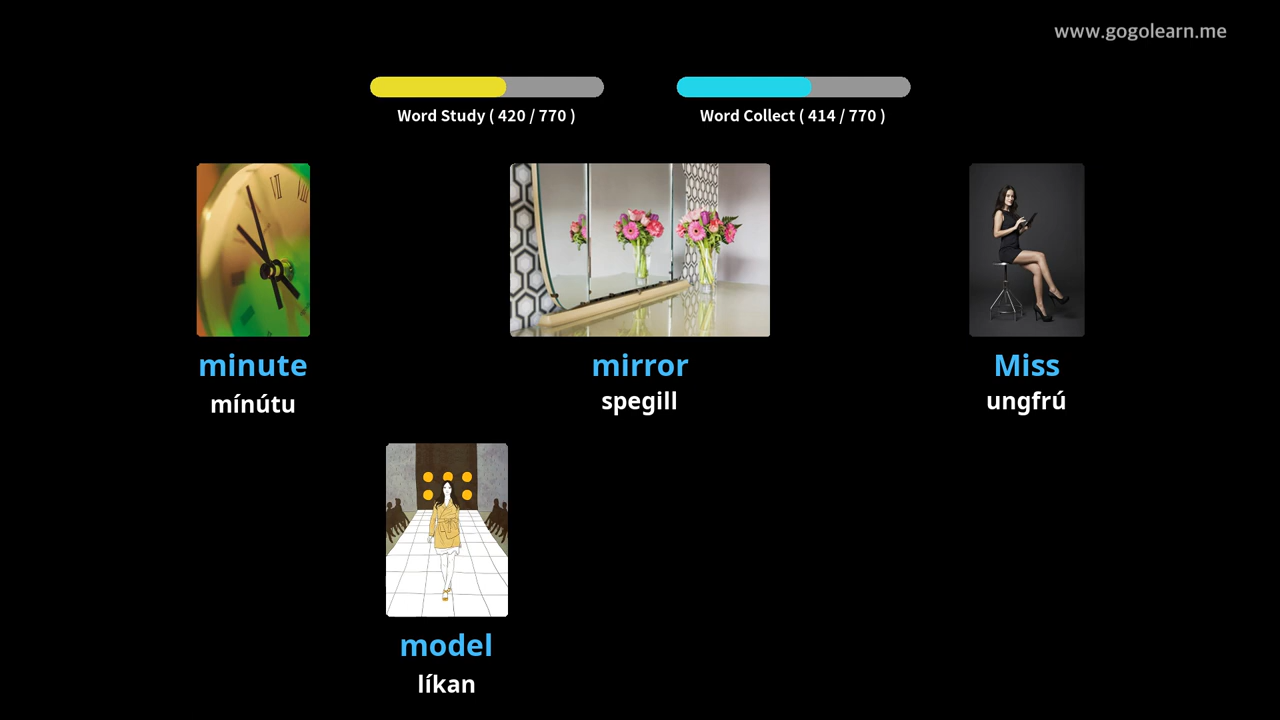 www.gogolearn.me
Word Study ( 420 / 770 )
Word Collect ( 414 / 770 )
minute
mínútu
mirror
spegill
Miss
ungfrú
model
líkan